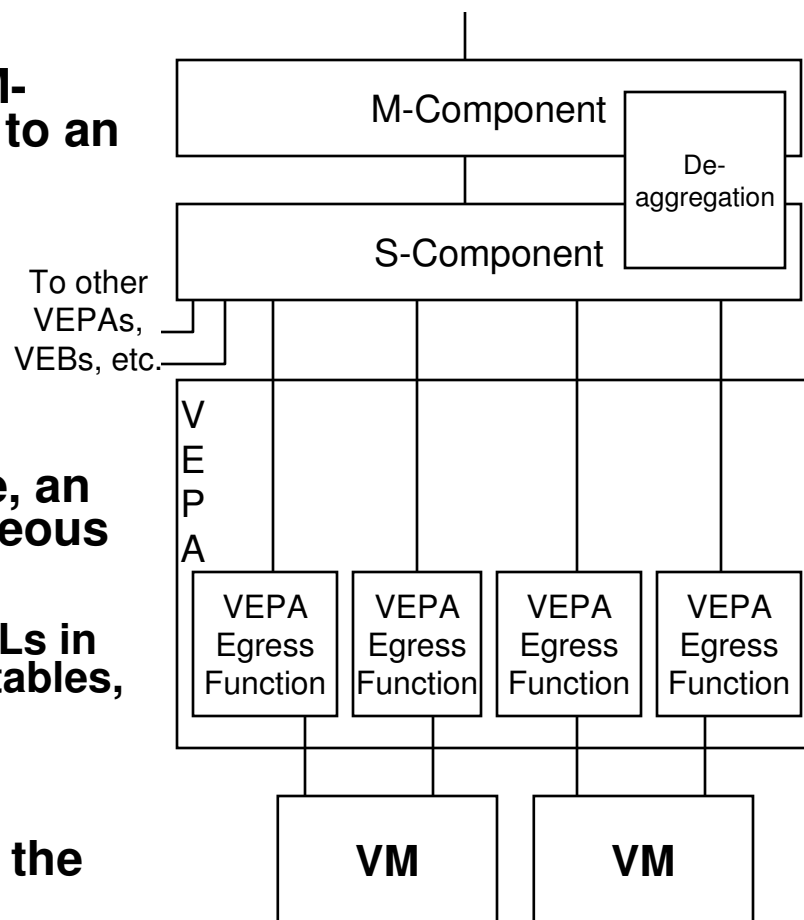 M-
to an
e, an
eous
Ls in
tables,
the
M-Component
De-
aggregation
S-Component
To other
VEPAs,
VEBs, etc.
V
E
P
A
VEPA
Egress
Function
VEPA
Egress
Function
VEPA
Egress
Function
VEPA
Egress
Function
VM
VM